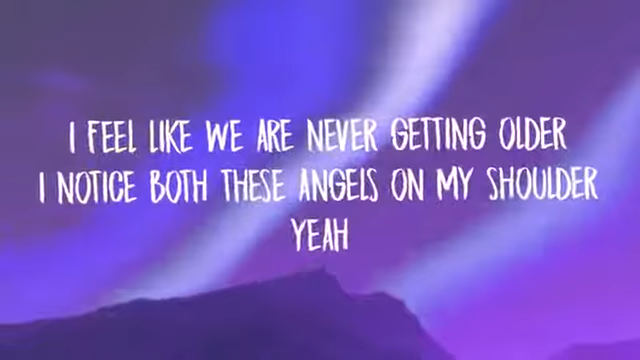 I FEEL LIKE WE ARE NEVER GETTING OLDER
I NOTICE BOTH THESE ANGELS ON MY SHOULDER
YEAH